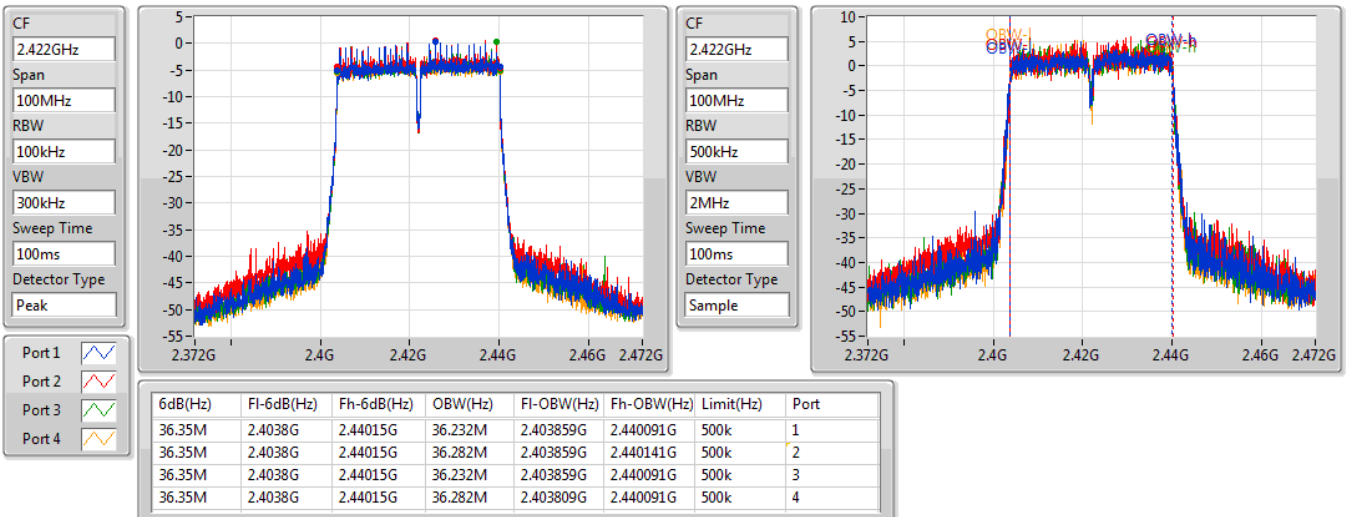 CF
2.422GHz
Span
100MHz
RBW
100kHz
VBW
300kHz
Sweep Time
100ms
Detector Type
Peak
5
0
-5
-10
-15
-20
-25
-30
-35
-40
-45
-50
-55
2.372G 2.4G 2.42G 2.44G 2.46G 2.472G
CF
2.422GHz
Span
100MHz
RBW
500kHz
VBW
2MHz
Sweep Time
100ms
Detector Type
Sample
10
5
0
-5
-10
-15
-20
-25
-30
-35
-40
-45
-50
-55
OBW-l
OBW-h
2.372G 2.4G 2.42G 2.44G 2.46G 2.472G
Port 1
Port 2
Port 3
Port 4
6dB(Hz) Fl-6dB(Hz) Fh-6dB(Hz) OBW(Hz) Fl-OBW(Hz) Fh-OBW(Hz) Limit(Hz) Port
36.35M 2.4038G 2.44015G 36.232M 2.403859G 2.440091G 500k 1
36.35M 2.4038G 2.44015G 36.282M 2.403859G 2.440141G 500k 2
36.35M 2.4038G 2.44015G 36.232M 2.403859G 2.440091G 500k 3
36.35M 2.4038G 2.44015G 36.282M 2.403809G 2.440091G 500k 4